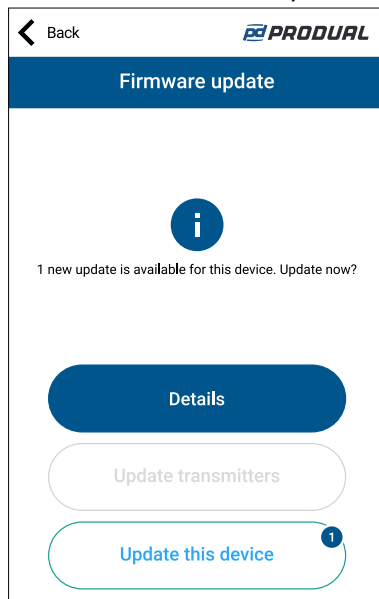 Back
pd PRODUAL
Firmware update
i
1 new update is available for this device. Update now?
Details
Update transmitters
1
Update this device